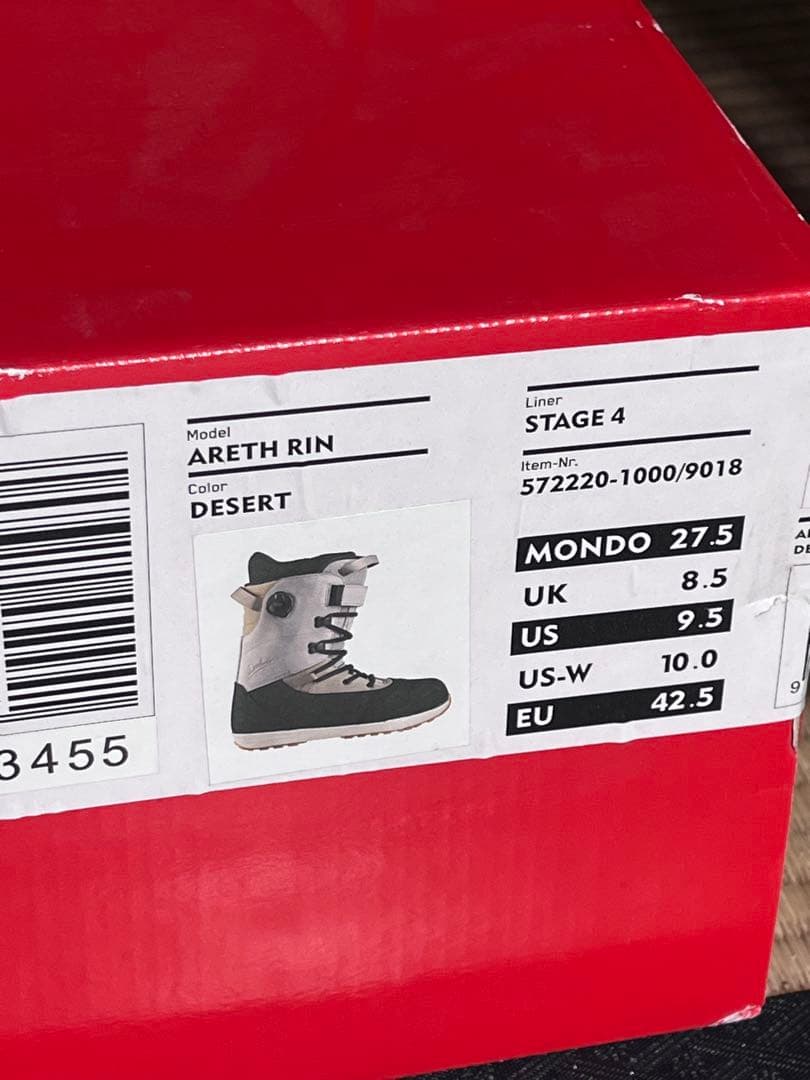 Model
ARETH RIN
Color
DESERT
3455
Liner
STAGE 4
Item-Nr.
572220-1000/9018
MONDO 27.5
UK 8.5
US 9.5
US-W 10.0
EU 42.5